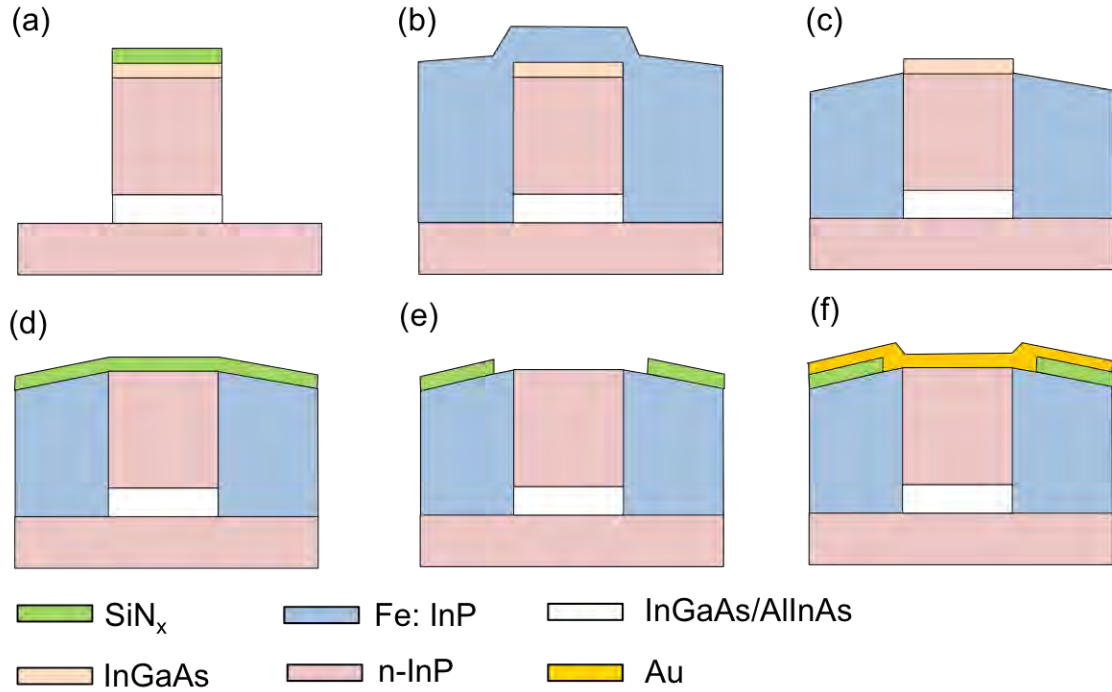 (a)
(b)
(c)
(d)
(e)
(f)
SiNx
Fe: InP
InGaAs/AlInAs
InGaAs
n-InP
Au